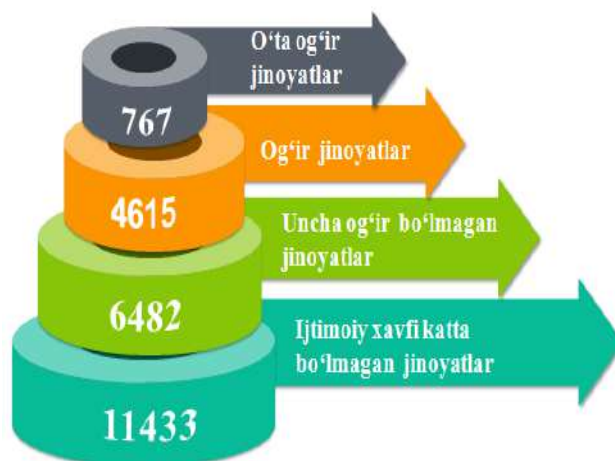 O‘ta og‘ir
jinoyatlar
767
Og‘ir jinoyatlar
4615
Uncha og‘ir bo‘lmagan
jinoyatlar
6482
Ijtimoiy xavfi katta
bo‘lmagan jinoyatlar
11433